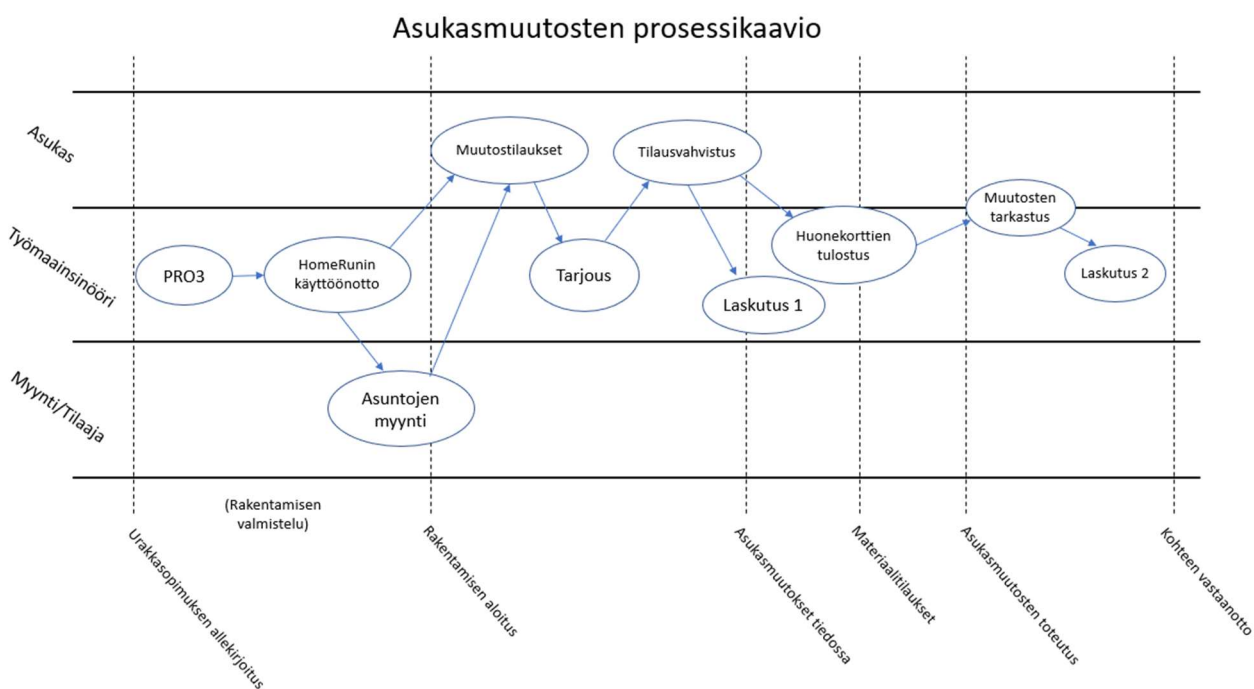 Asukasmuutosten prosessikaavio
Asukas
Muutostilaukset
Tilausvahvistus
Työmaainsinööri
PRO3
HomeRunin
käyttöönotto
Tarjous
Laskutus 1
Huonekorttien
tulostus
Muutosten
tarkastus
Laskutus 2
Myynti/Tilaaja
Asuntojen
myynti
(Rakentamisen
valmistelu)
Urakkasopimuksen allekirjoitus
Rakentamisen aloitus
Asukasmuutokset tiedossa
Materiaalitilaukset
Asukasmuutosten toteutus
Kohteen vastaanotto